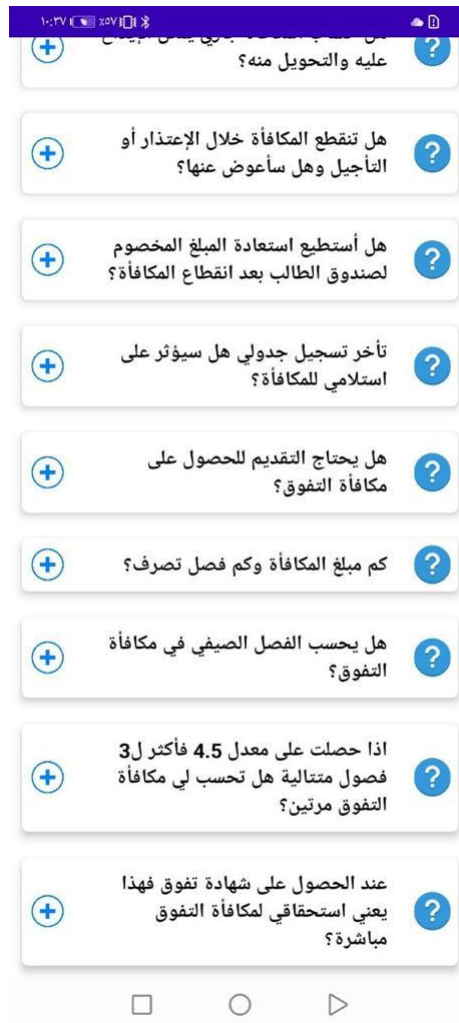 ١٠:٣٧
٪٥٧
عليه والتحويل منه؟
هل تنقطع المكافأة خلال الإعتذار أو
التأجيل وهل سأعوض عنها؟
هل أستطيع استعادة المبلغ المخصوم
لصندوق الطالب بعد انقطاع المكافأة؟
تأخر تسجيل جدولي هل سيؤثر على
استلامي للمكافأة؟
هل يحتاج التقديم للحصول على
مكافأة التفوق؟
كم مبلغ المكافأة وكم فصل تصرف؟
هل يحسب الفصل الصيفي في مكافأة
التفوق؟
اذا حصلت على معدل 4.5 فأكثر ل3
فصول متتالية هل تحسب لي مكافأة
التفوق مرتين؟
عند الحصول على شهادة تفوق فهذا
يعني استحقاقي لمكافأة التفوق
مباشرة؟